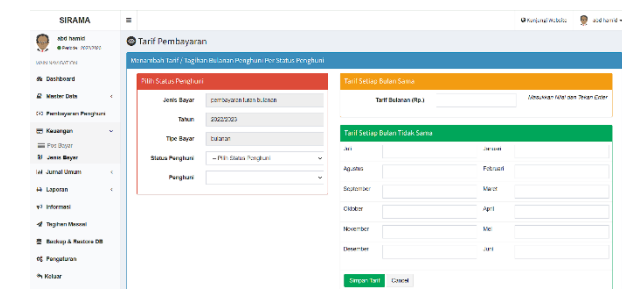 SIRAMA
Kunjungi Website
abd hamid
abd hamid
Periode 2022/2023
MAIN NAVIGATION
Dashboard
Master Data
Pembayaran Penghuni
Keuangan
Pos Bayar
Jenis Bayar
Jurnal Umum
Laporan
Informasi
Tagihan Massal
Backup & Restore DB
Pengaturan
Keluar
Tarif Pembayaran
Menambah Tarif / Tagihan Bulanan Penghuni Per Status Penghuni
Pilih Status Penghuni
Jenis Bayar
pembayaran iuran bulanan
Tahun
2022/2023
Tipe Bayar
bulanan
Status Penghuni
-- Pilih Status Penghuni
Penghuni
Tarif Setiap Bulan Sama
Tarif Bulanan (Rp.)
Masukkan Nilai dan Tekan Enter
Tarif Setiap Bulan Tidak Sama
Juli
Januari
Agustus
Februari
September
Maret
Oktober
April
November
Mei
Desember
Juni
Simpan Tarif
Cancel